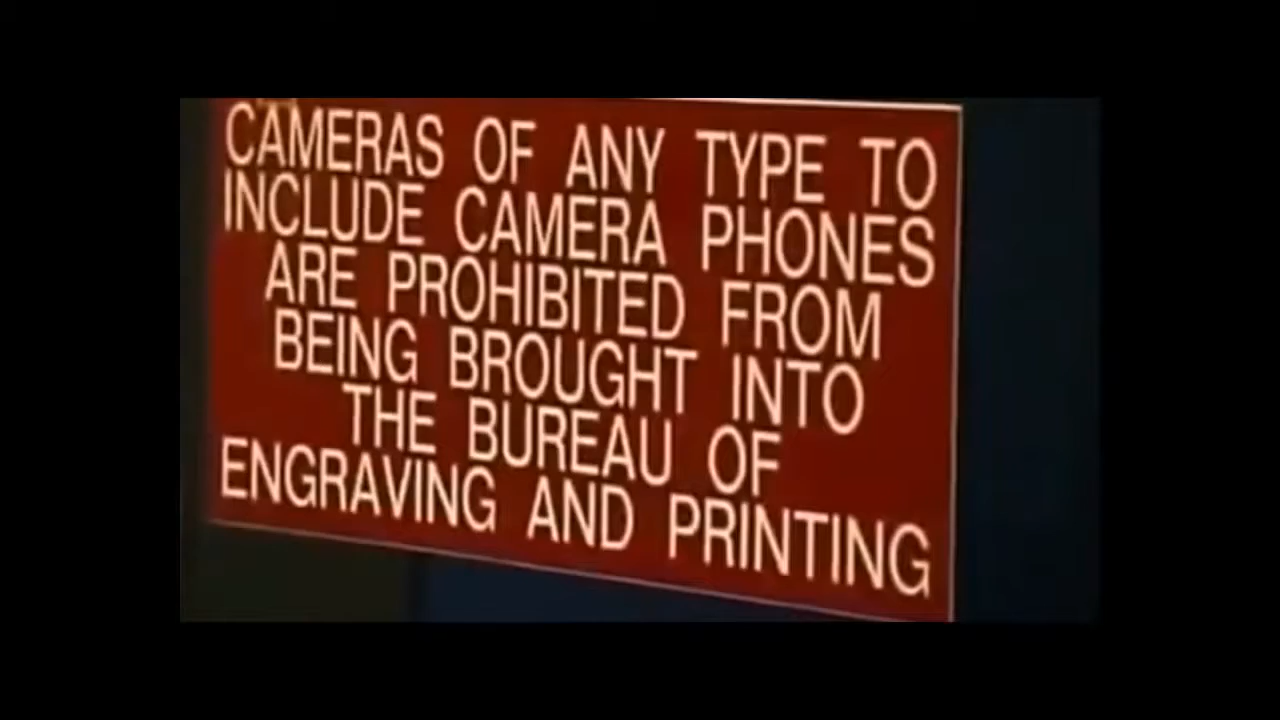 CAMERAS OF ANY TYPE TO
INCLUDE CAMERA PHONES
ARE PROHIBITED FROM
BEING BROUGHT INTO
THE BUREAU OF
ENGRAVING AND PRINTING